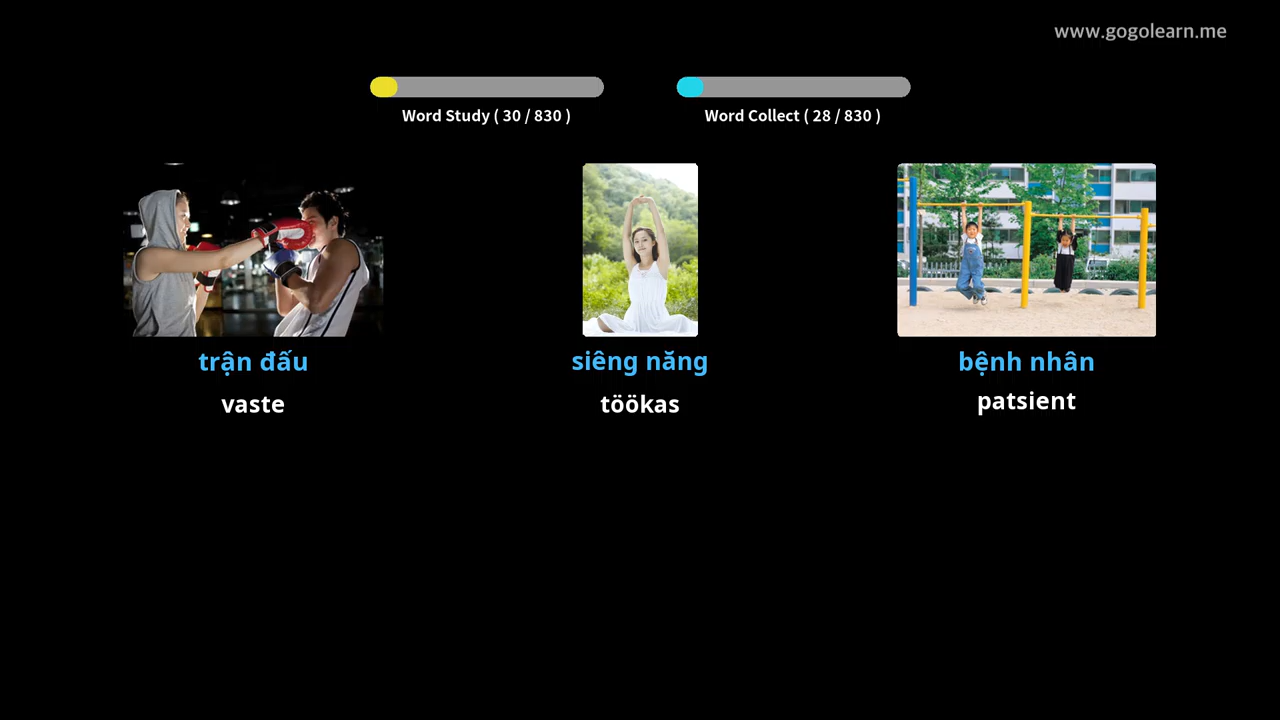 www.gogolearn.me
Word Study ( 30 / 830 )
Word Collect ( 28 / 830 )
trận đấu
siêng năng
bệnh nhân
vaste
töökas
patsient